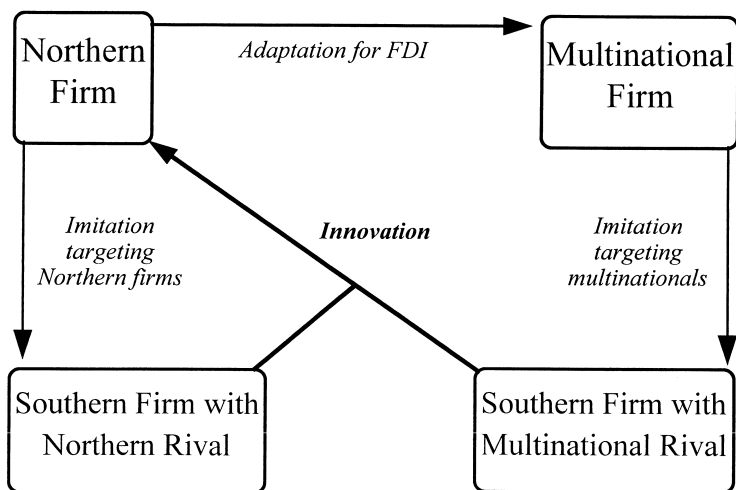 Northern
Firm
Adaptation for FDI
Multinational
Firm
Imitation
targeting
Northern firms
Innovation
Imitation
targeting
multinationals
Southern Firm with
Northern Rival
Southern Firm with
Multinational Rival